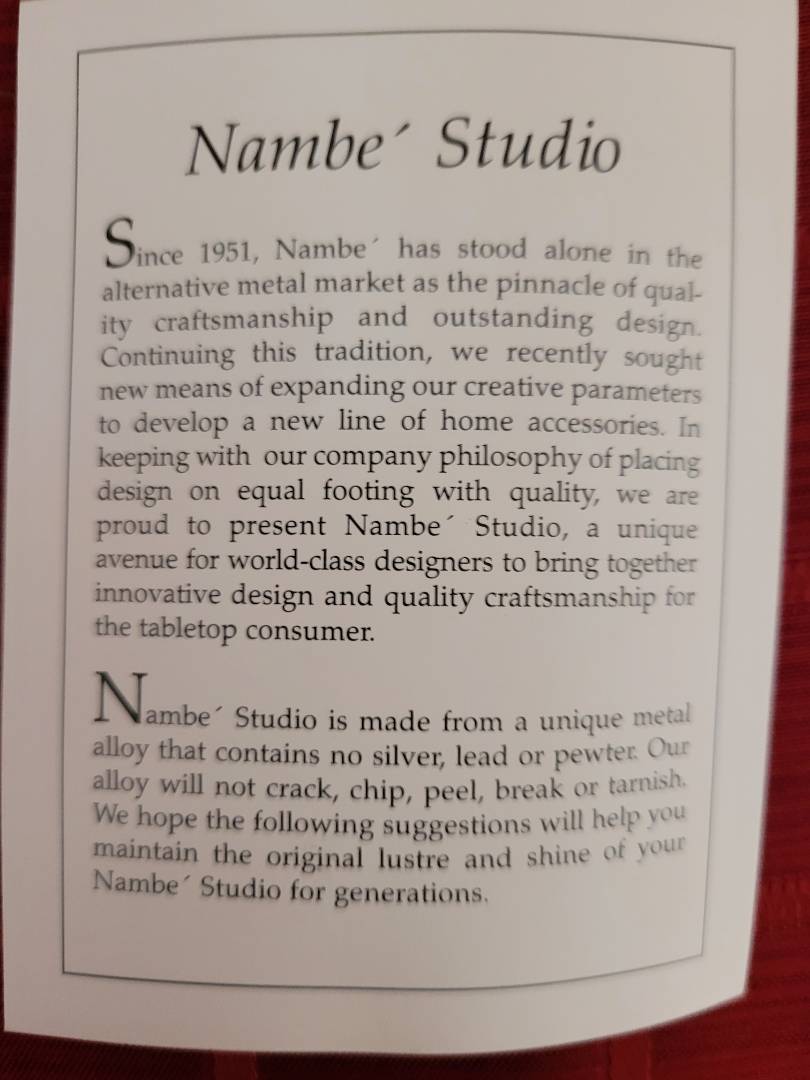 Nambe´ Studio
Since 1951, Nambe´ has stood alone in the
alternative metal market as the pinnacle of qual-
ity craftsmanship and outstanding design.
Continuing this tradition, we recently sought
new means of expanding our creative parameters
to develop a new line of home accessories. In
keeping with our company philosophy of placing
design on equal footing with quality, we are
proud to present Nambe´ Studio, a unique
avenue for world-class designers to bring together
innovative design and quality craftsmanship for
the tabletop consumer.
Nambe´ Studio is made from a unique metal
alloy that contains no silver, lead or pewter. Our
alloy will not crack, chip, peel, break or tarnish.
We hope the following suggestions will help you
maintain the original lustre and shine of your
Nambe´ Studio for generations.